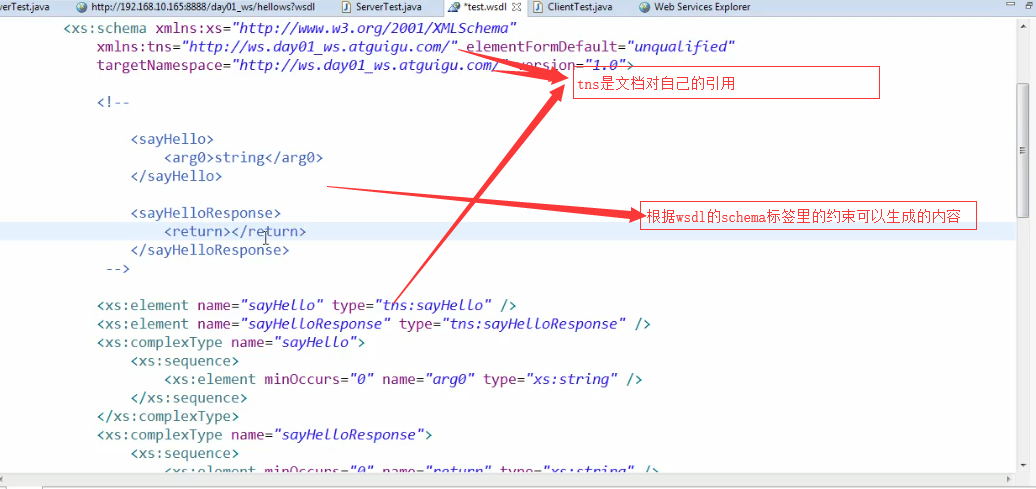 verTest.java http://192.168.10.165:8888/day01_ws/hellows?wsdl ServerTest.java *test.wsdl ClientTest.java Web Services Explorer
<xs:schema xmlns:xs="http://www.w3.org/2001/XMLSchema"
xmlns:tns="http://ws.day01_ws.atguigu.com/" elementFormDefault="unqualified"
targetNamespace="http://ws.day01_ws.atguigu.com/" version="1.0">
tns是文档对自己的引用
<!--
<sayHello>
<arg0>string</arg0>
</sayHello>
<sayHelloResponse>
根据wsdl的schema标签里的约束可以生成的内容
<return></return>
</sayHelloResponse>
-->
<xs:element name="sayHello" type="tns:sayHello" />
<xs:element name="sayHelloResponse" type="tns:sayHelloResponse" />
<xs:complexType name="sayHello">
<xs:sequence>
<xs:element minOccurs="0" name="arg0" type="xs:string" />
</xs:sequence>
</xs:complexType>
<xs:complexType name="sayHelloResponse">
<xs:sequence>
<xs:element minOccurs="0" name="return" type="xs:string" />